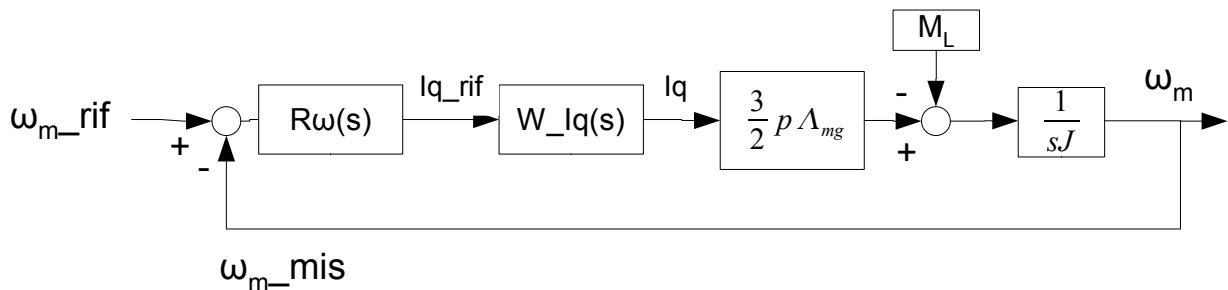 M_L
ω_m_rif
+
-
Rω(s)
Iq_rif
W_Iq(s)
Iq
3/2 p Λ_mg
-
+
1/sJ
ω_m
ω_m_mis